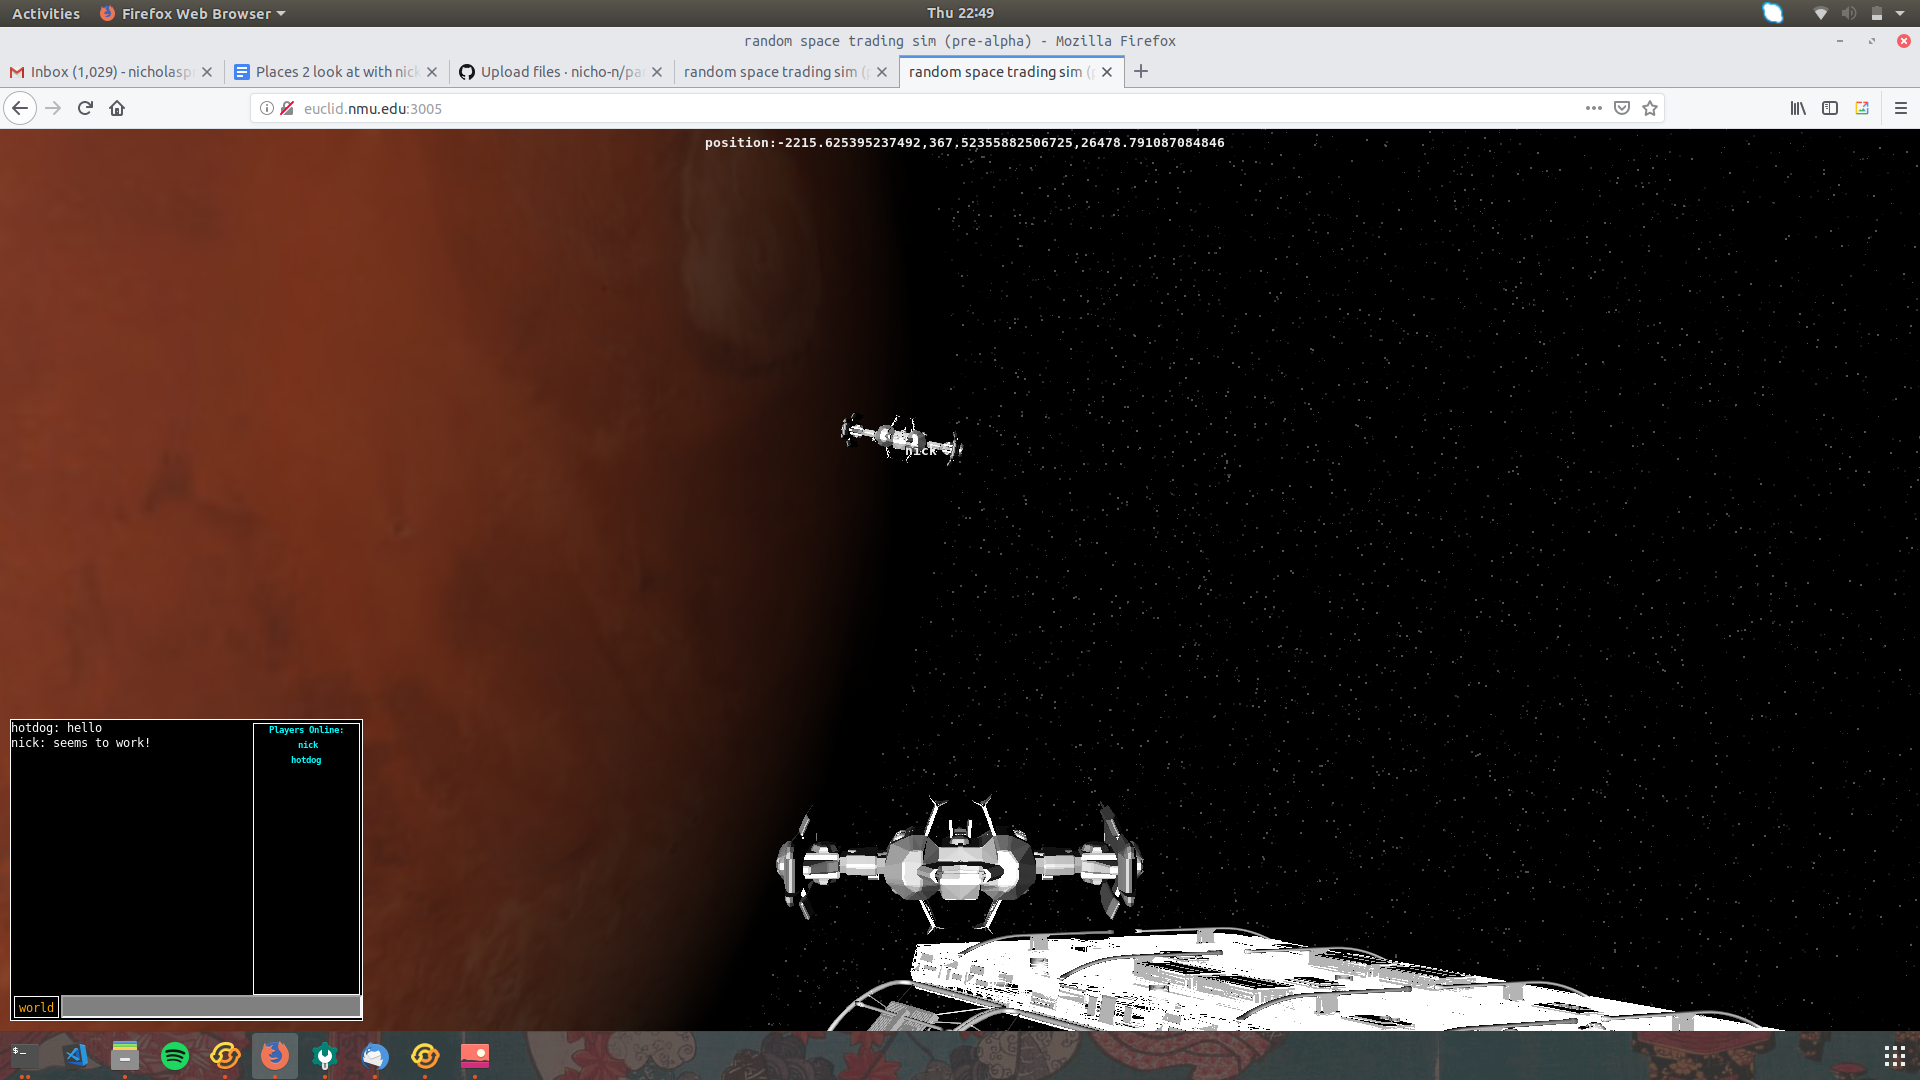 Activities
Firefox Web Browser
Thu 22:49
random space trading sim (pre-alpha) - Mozilla Firefox
Inbox (1,029) - nicholasp
Places 2 look at with nick
Upload files · nicho-n/pa
random space trading sim (p
random space trading sim (p
euclid.nmu.edu:3005
position:-2215.625395237492,367.52355882506725,26478.791087084846
nick
hotdog: hello
nick: seems to work!
Players Online:
nick
hotdog
world